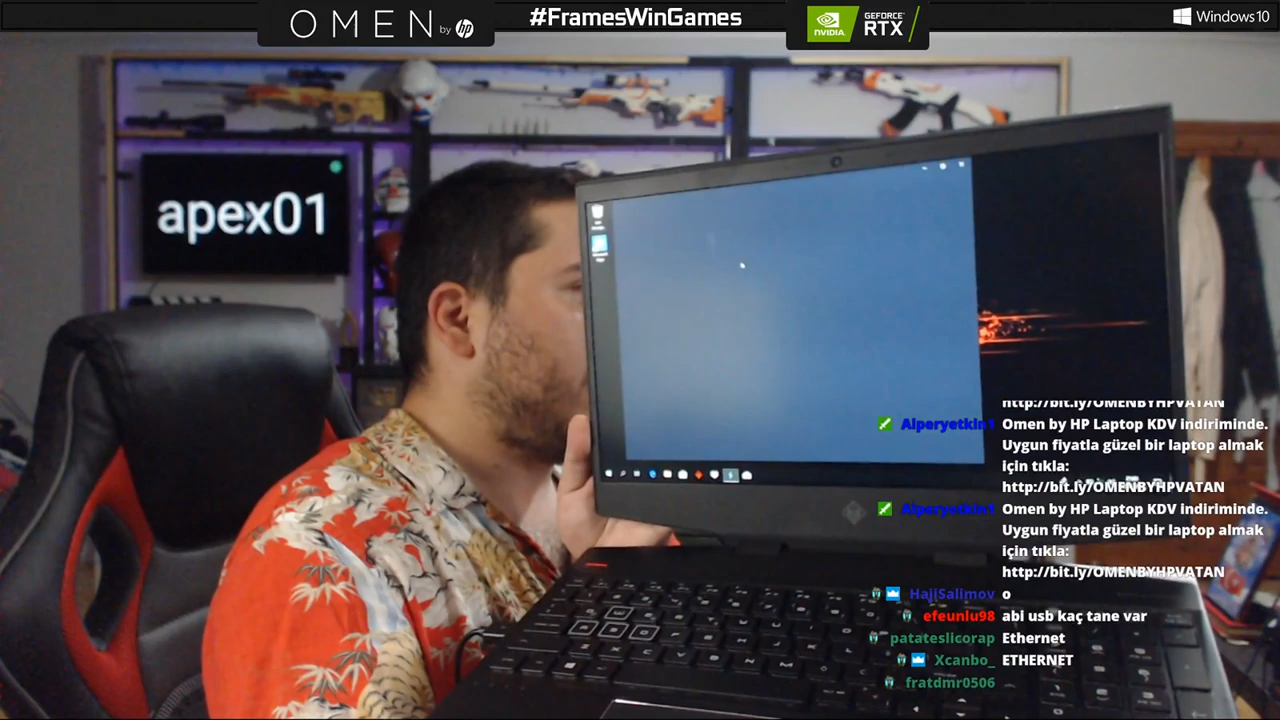 OMEN by hp
#FramesWinGames
NVIDIA
GEFORCE
RTX
Windows10
apex01
http://bit.ly/OMENBYHPVATAN
Alperyetkin1 Omen by HP Laptop KDV indiriminde.
Uygun fiyatla güzel bir laptop almak
için tıkla:
http://bit.ly/OMENBYHPVATAN
Alperyetkin1 Omen by HP Laptop KDV indiriminde.
Uygun fiyatla güzel bir laptop almak
için tıkla:
http://bit.ly/OMENBYHPVATAN
HajiSalimov o
efeunlu98 abi usb kaç tane var
patateslicorap Ethernet
Xcanbo_ ETHERNET
fratdmr0506